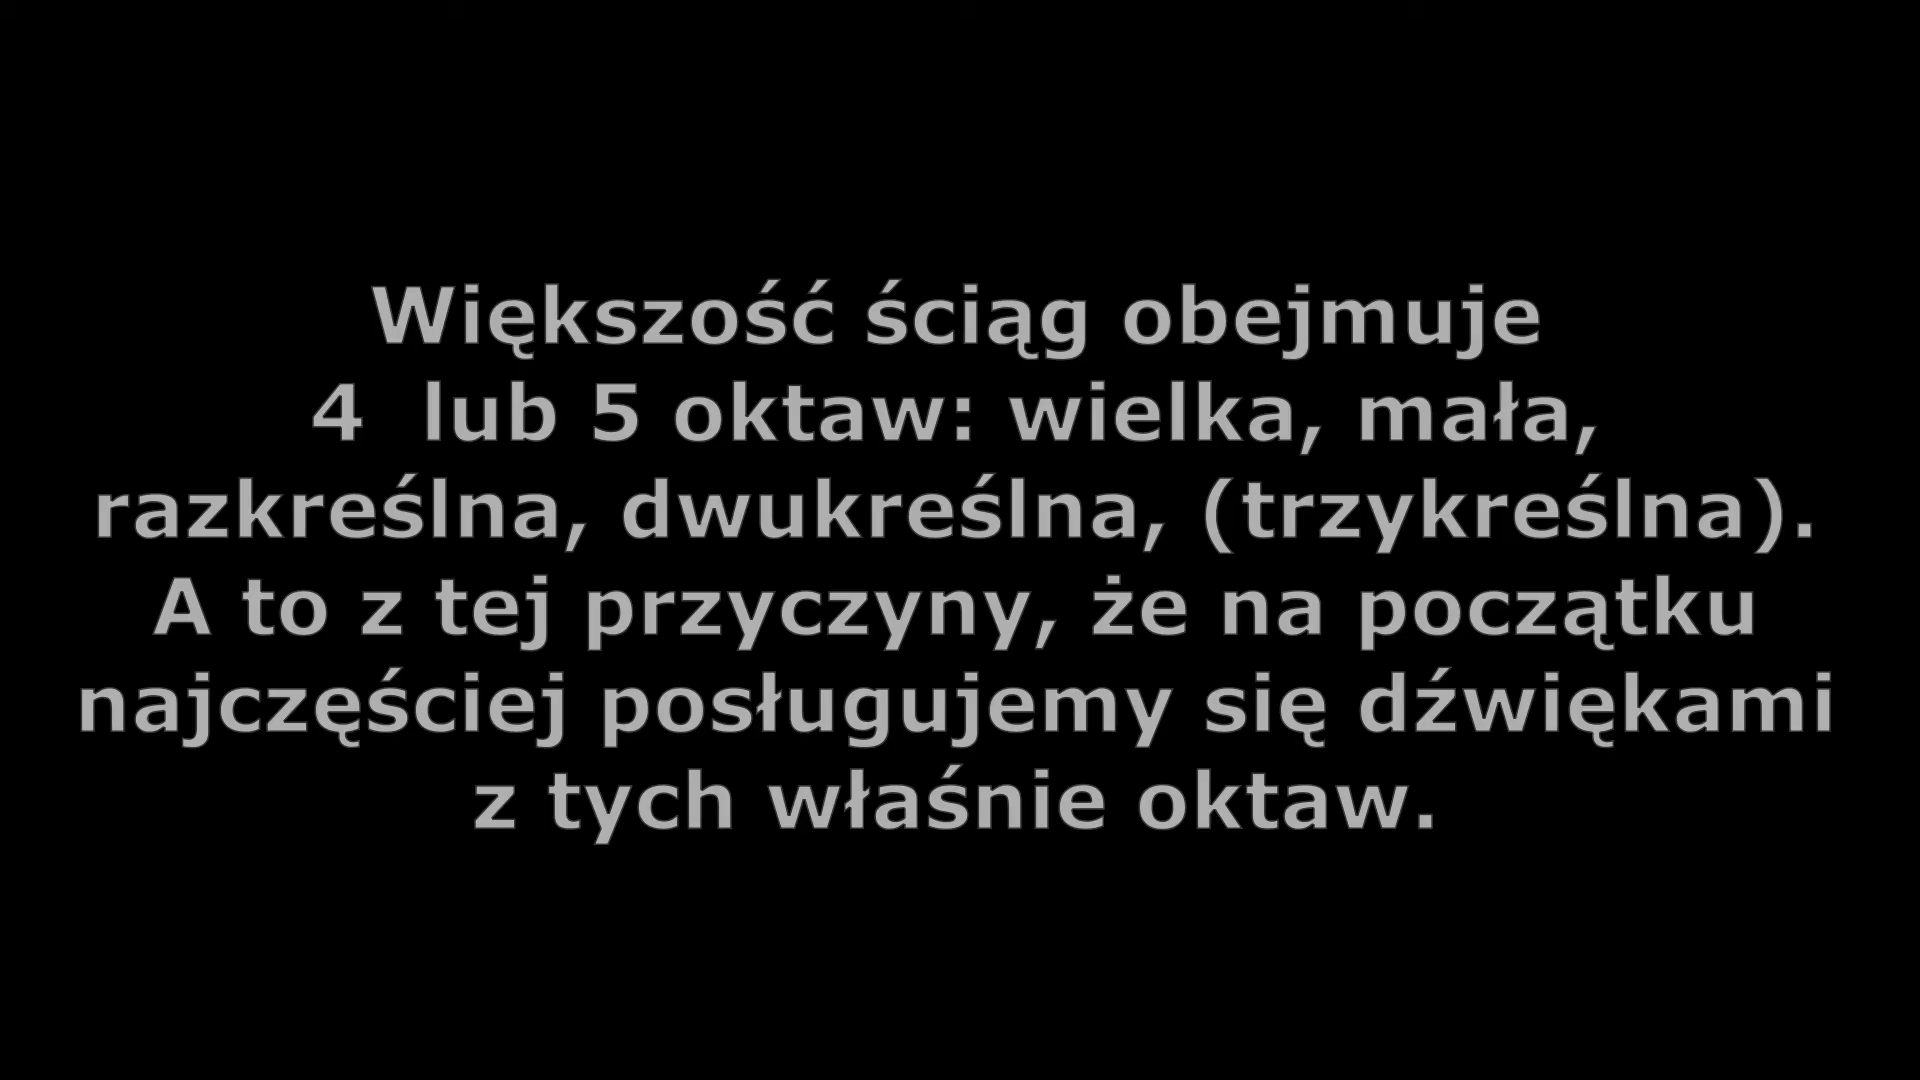 Większość ściąg obejmuje
4 lub 5 oktaw: wielka, mała,
razkreślna, dwukreślna, (trzykreślna).
A to z tej przyczyny, że na początku
najczęściej posługujemy się dźwiękami
z tych właśnie oktaw.